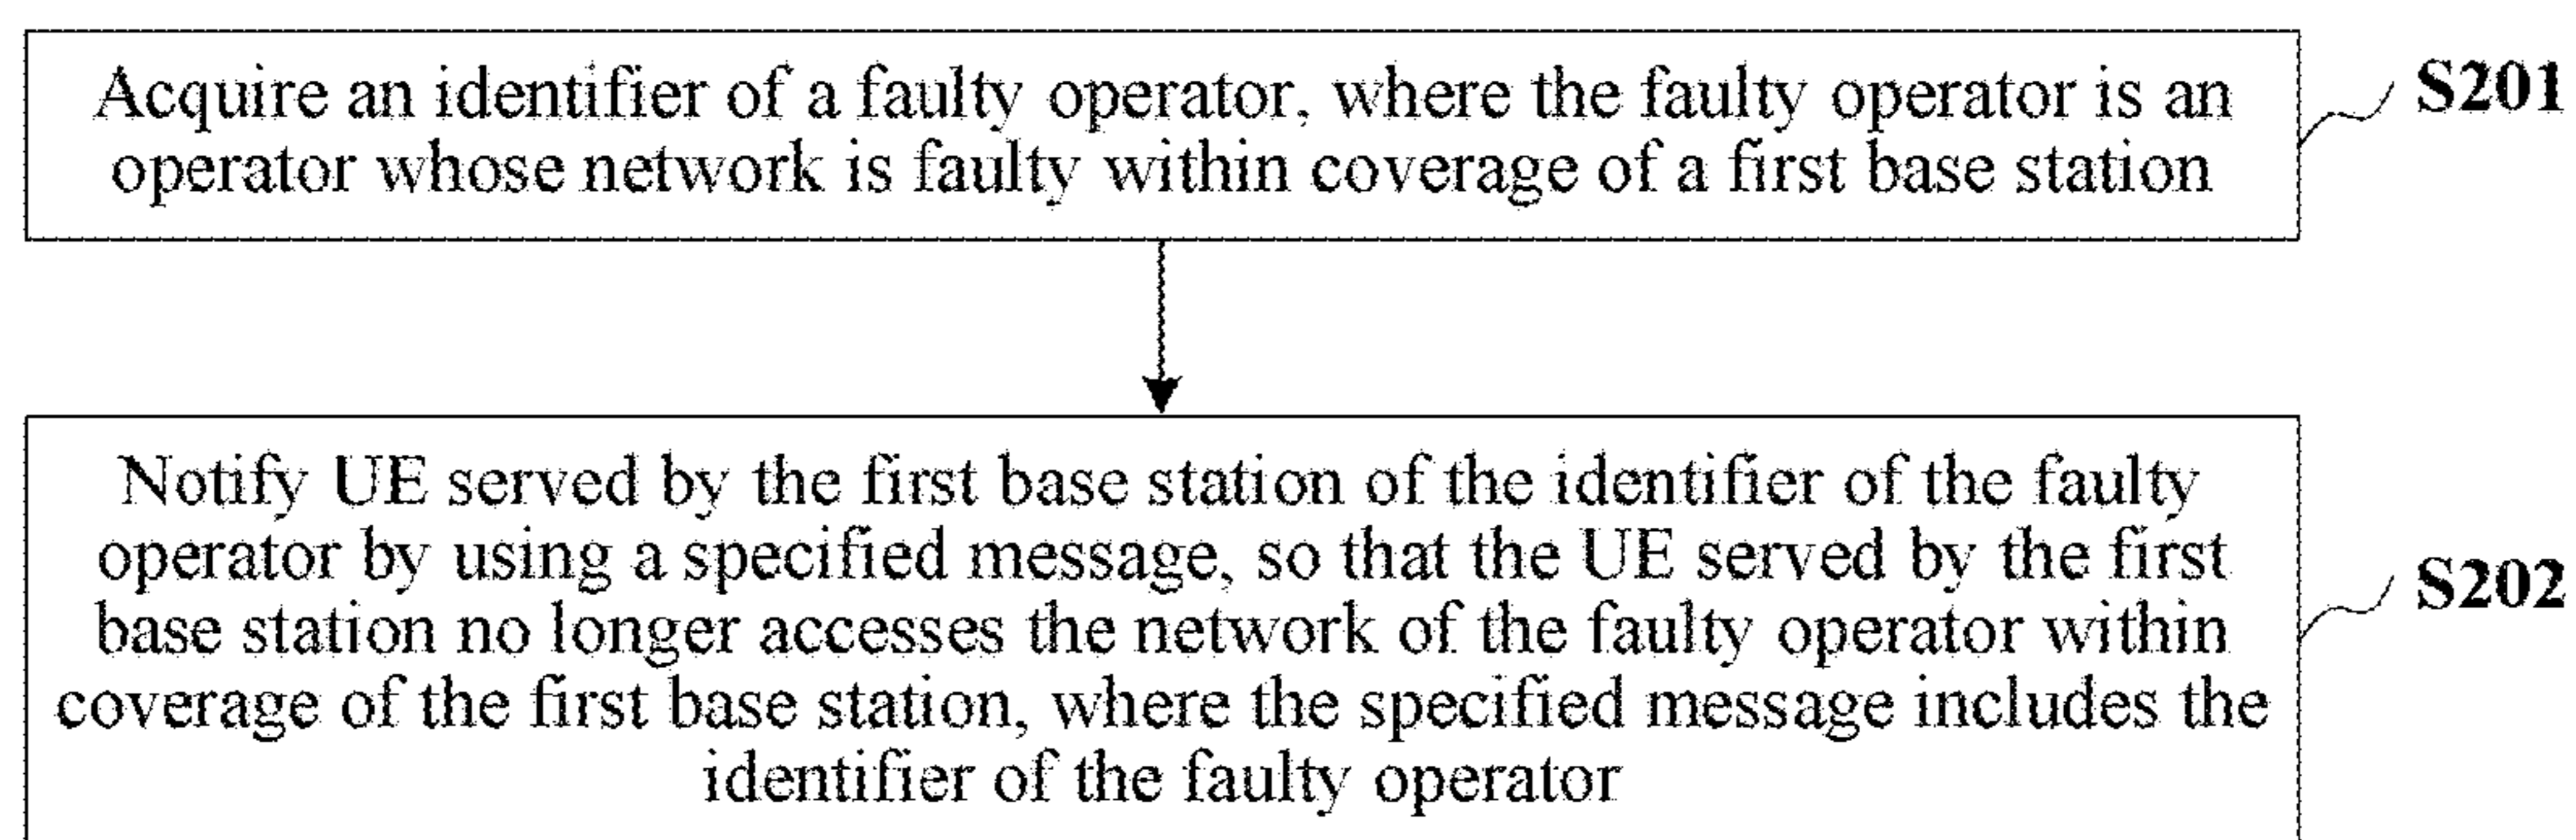 Acquire an identifier of a faulty operator, where the faulty operator is an
operator whose network is faulty within coverage of a first base station
S201
Notify UE served by the first base station of the identifier of the faulty
operator by using a specified message, so that the UE served by the first
base station no longer accesses the network of the faulty operator within
coverage of the first base station, where the specified message includes the
identifier of the faulty operator
S202